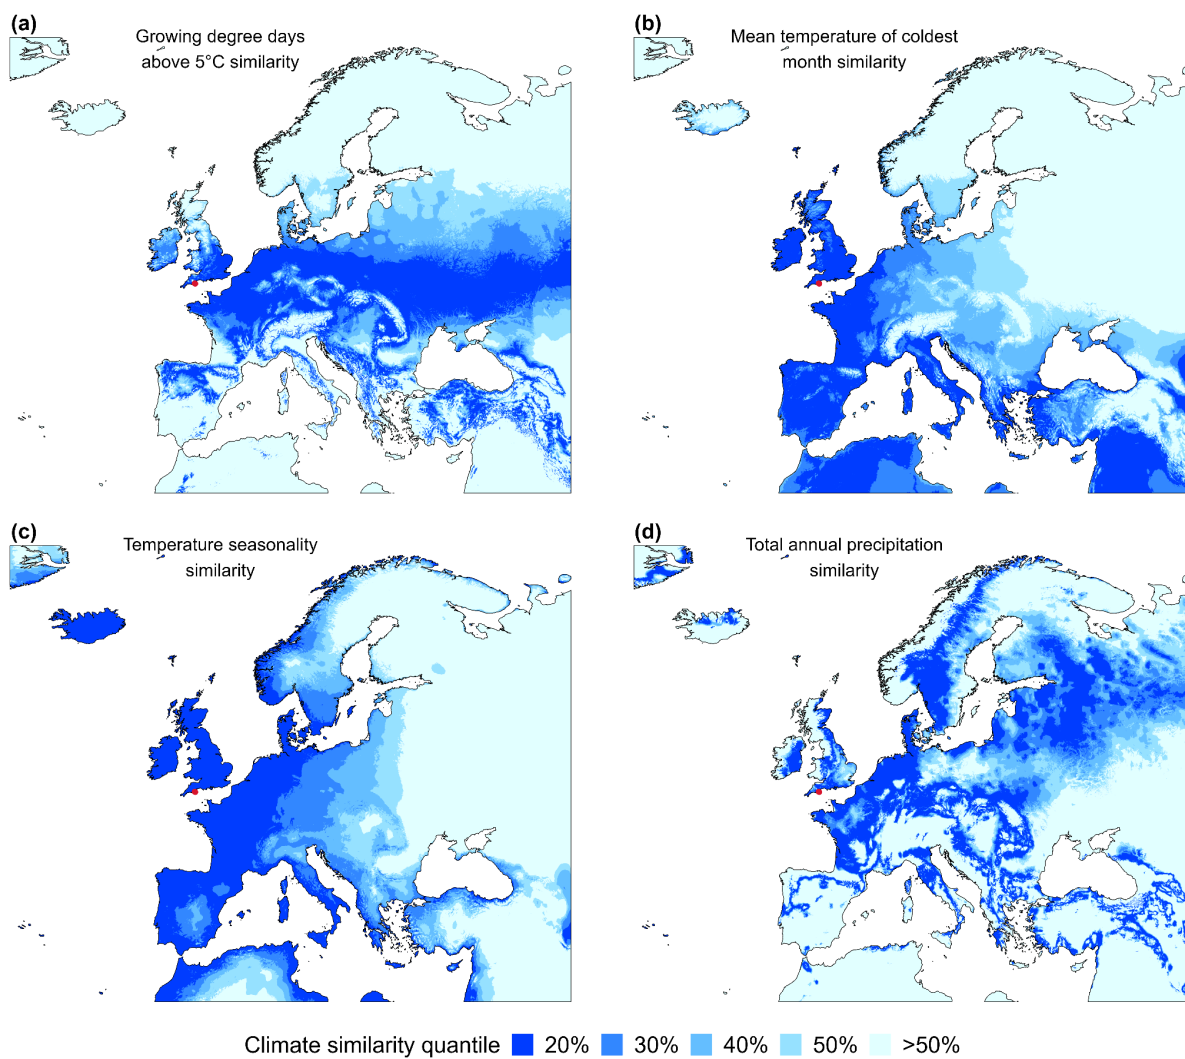 (a)
Growing degree days
above 5°C similarity
(b)
Mean temperature of coldest
month similarity
(c)
Temperature seasonality
similarity
(d)
Total annual precipitation
similarity
Climate similarity quantile 20% 30% 40% 50% >50%